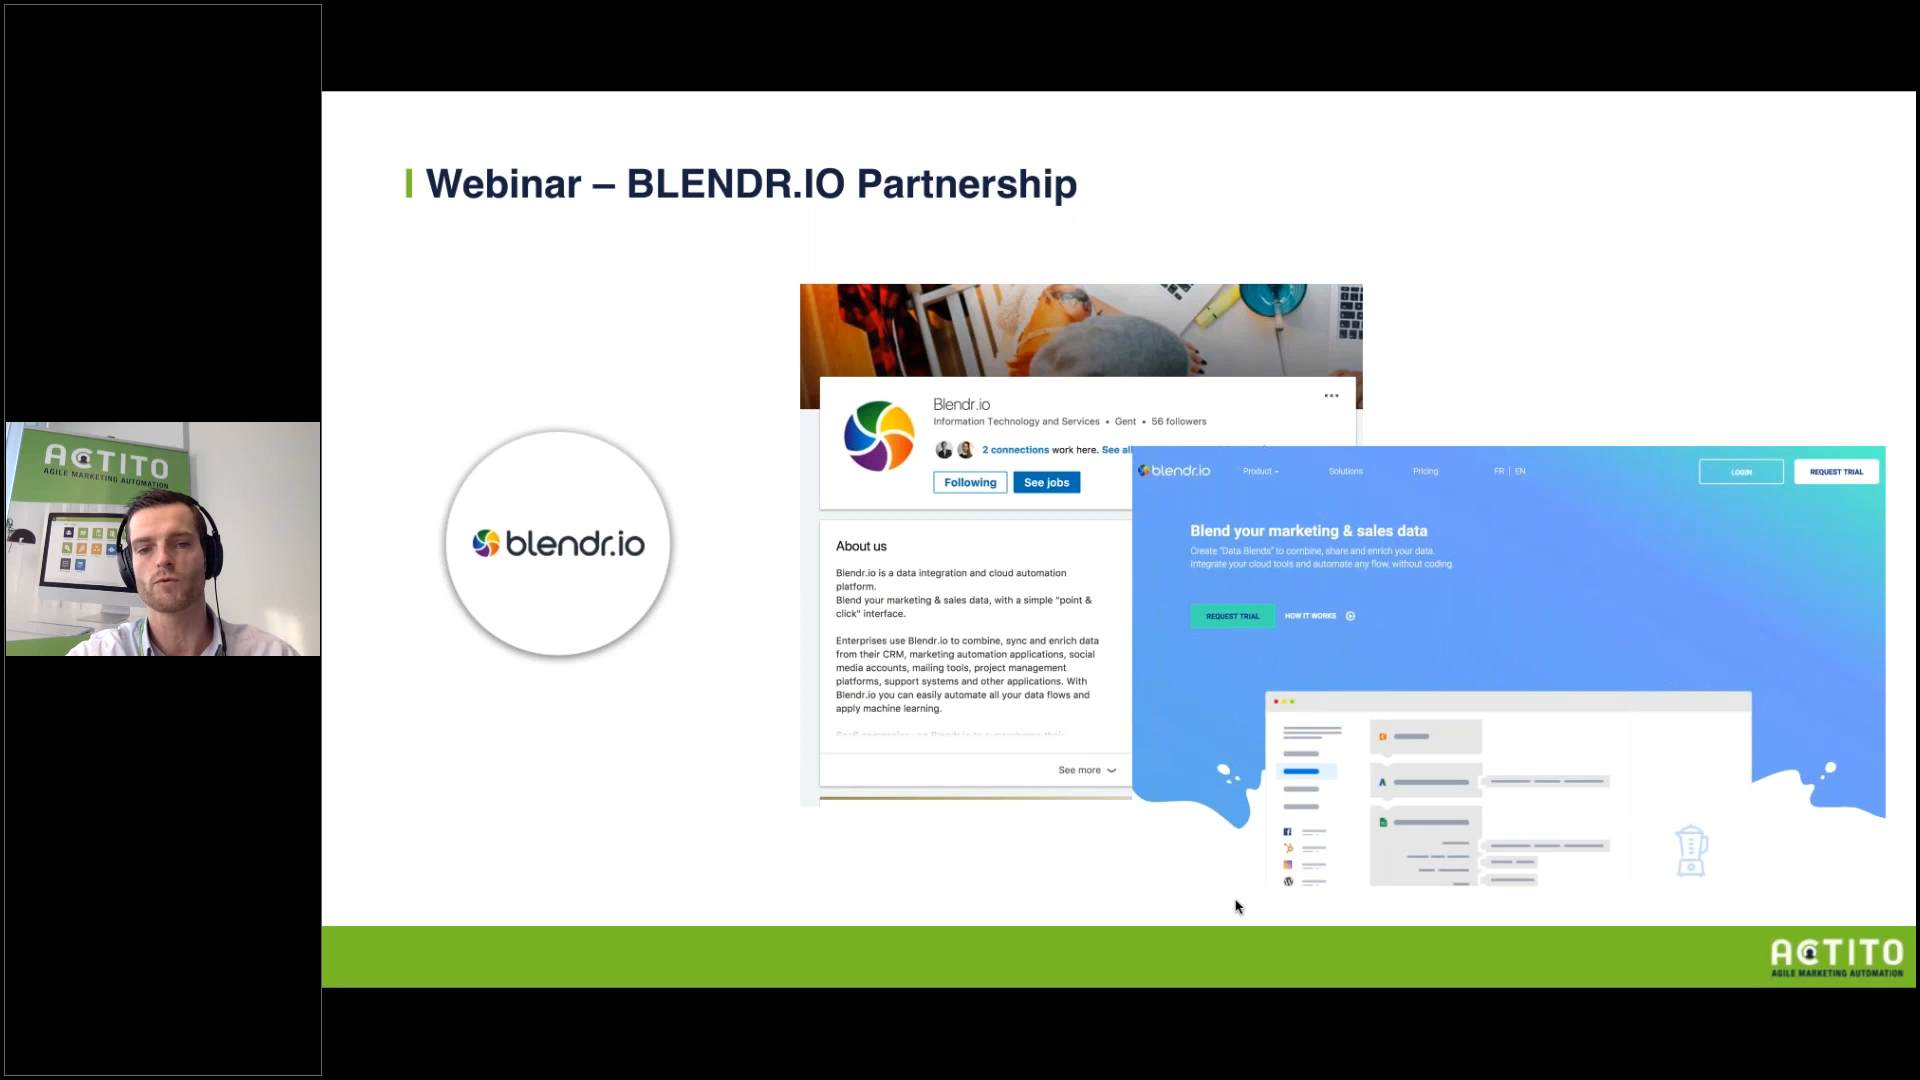 ACTITO
AGILE MARKETING AUTOMATION
Webinar – BLENDR.IO Partnership
blendr.io
Blendr.io
Information Technology and Services • Gent • 56 followers
2 connections work here. See all
Following
See jobs
About us
Blendr.io is a data integration and cloud automation
platform.
Blend your marketing & sales data, with a simple "point &
click" interface.
Enterprises use Blendr.io to combine, sync and enrich data
from their CRM, marketing automation applications, social
media accounts, mailing tools, project management
platforms, support systems and other applications. With
Blendr.io you can easily automate all your data flows and
apply machine learning.
See more
blendr.io
Product
Solutions
Pricing
FR | EN
LOGIN
REQUEST TRIAL
Blend your marketing & sales data
Create "Data Blends" to combine, share and enrich your data.
Integrate your cloud tools and automate any flow, without coding.
REQUEST TRIAL
HOW IT WORKS
ACTITO
AGILE MARKETING AUTOMATION